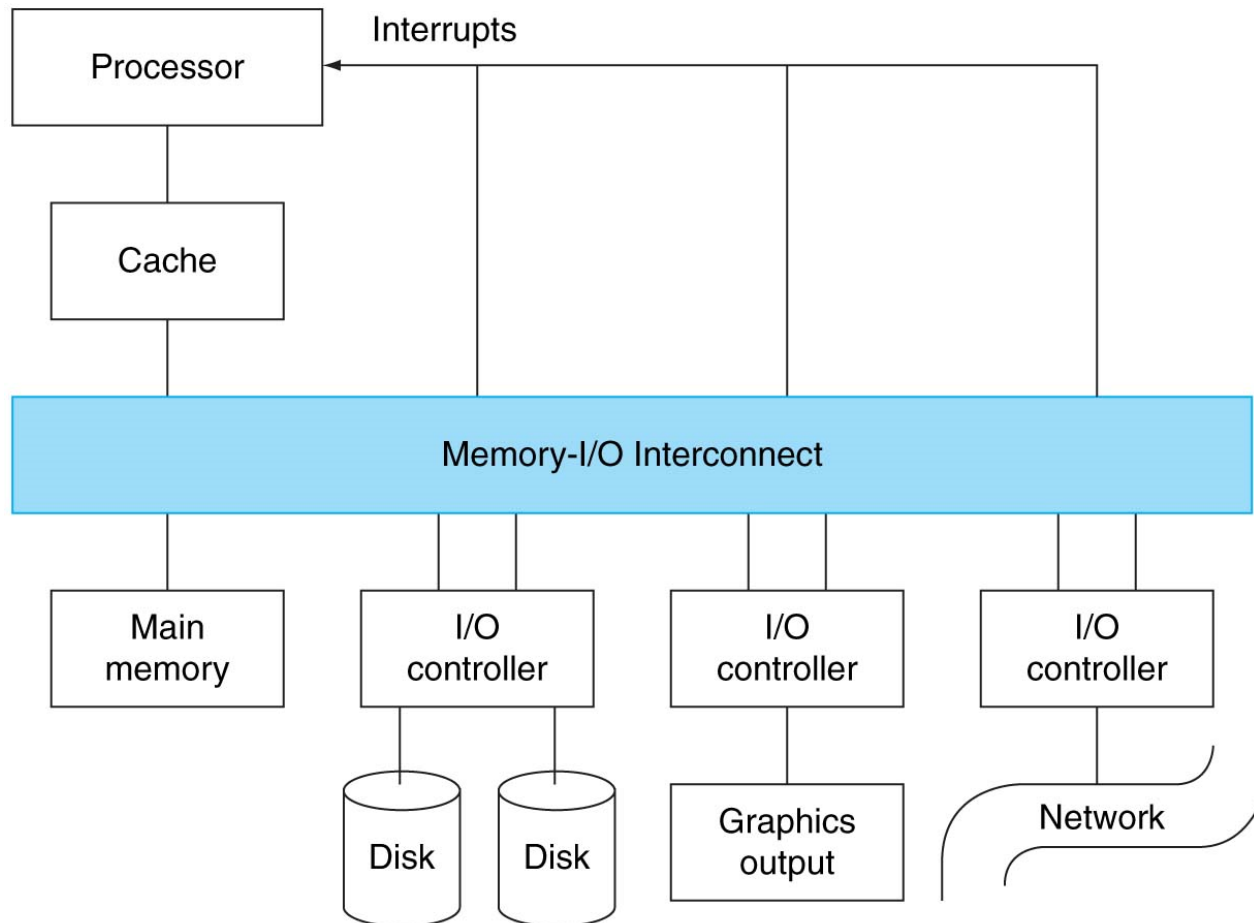 Interrupts
Processor
Cache
Memory-I/O Interconnect
Main
memory
I/O
controller
I/O
controller
I/O
controller
Disk
Disk
Graphics
output
Network